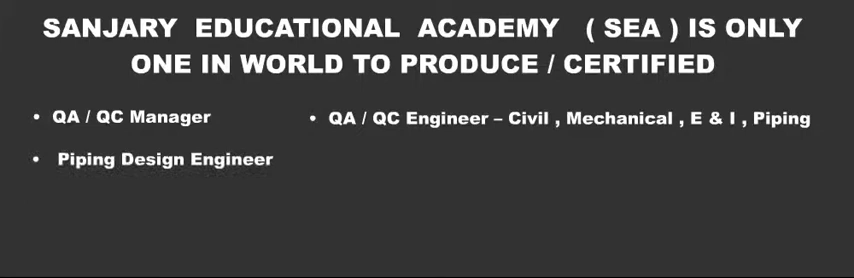 SANJARY EDUCATIONAL ACADEMY ( SEA ) IS ONLY
ONE IN WORLD TO PRODUCE / CERTIFIED
• QA / QC Manager
• QA / QC Engineer – Civil , Mechanical , E & I , Piping
• Piping Design Engineer